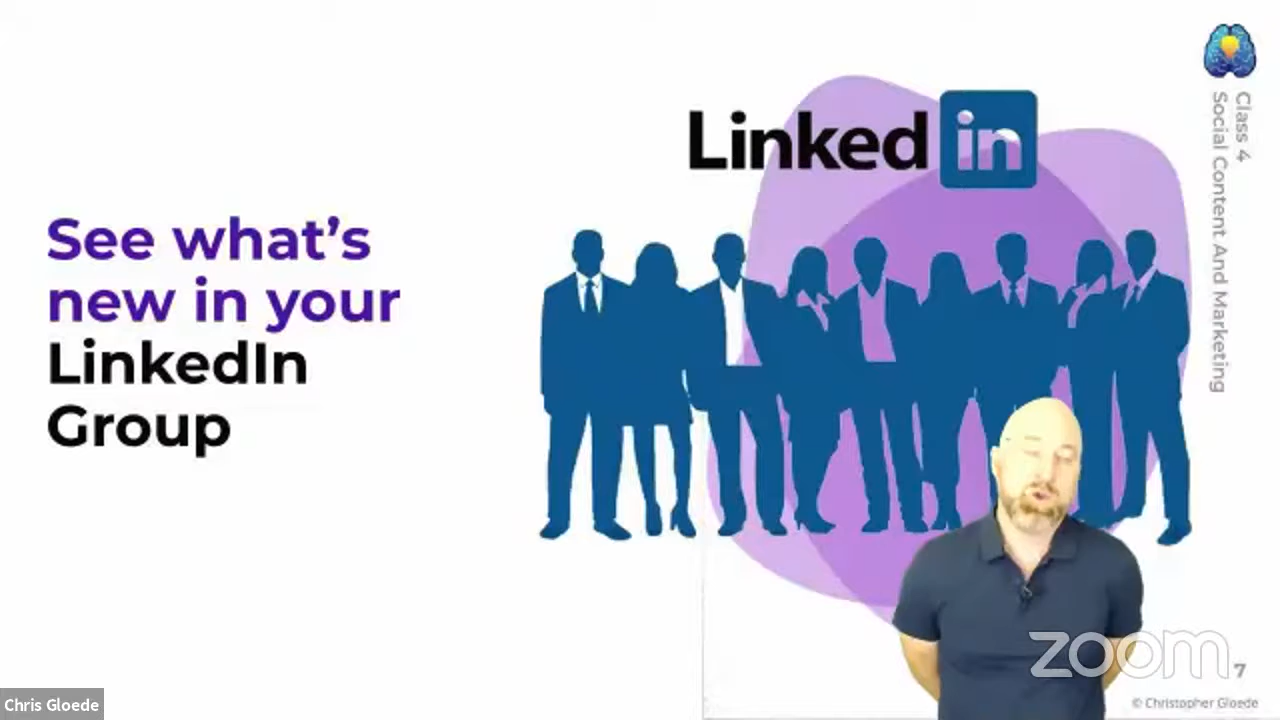 Linked in
Class 4
Social Content And Marketing
See what's
new in your
LinkedIn
Group
zoom
7
Chris Gloede
© Christopher Gloede